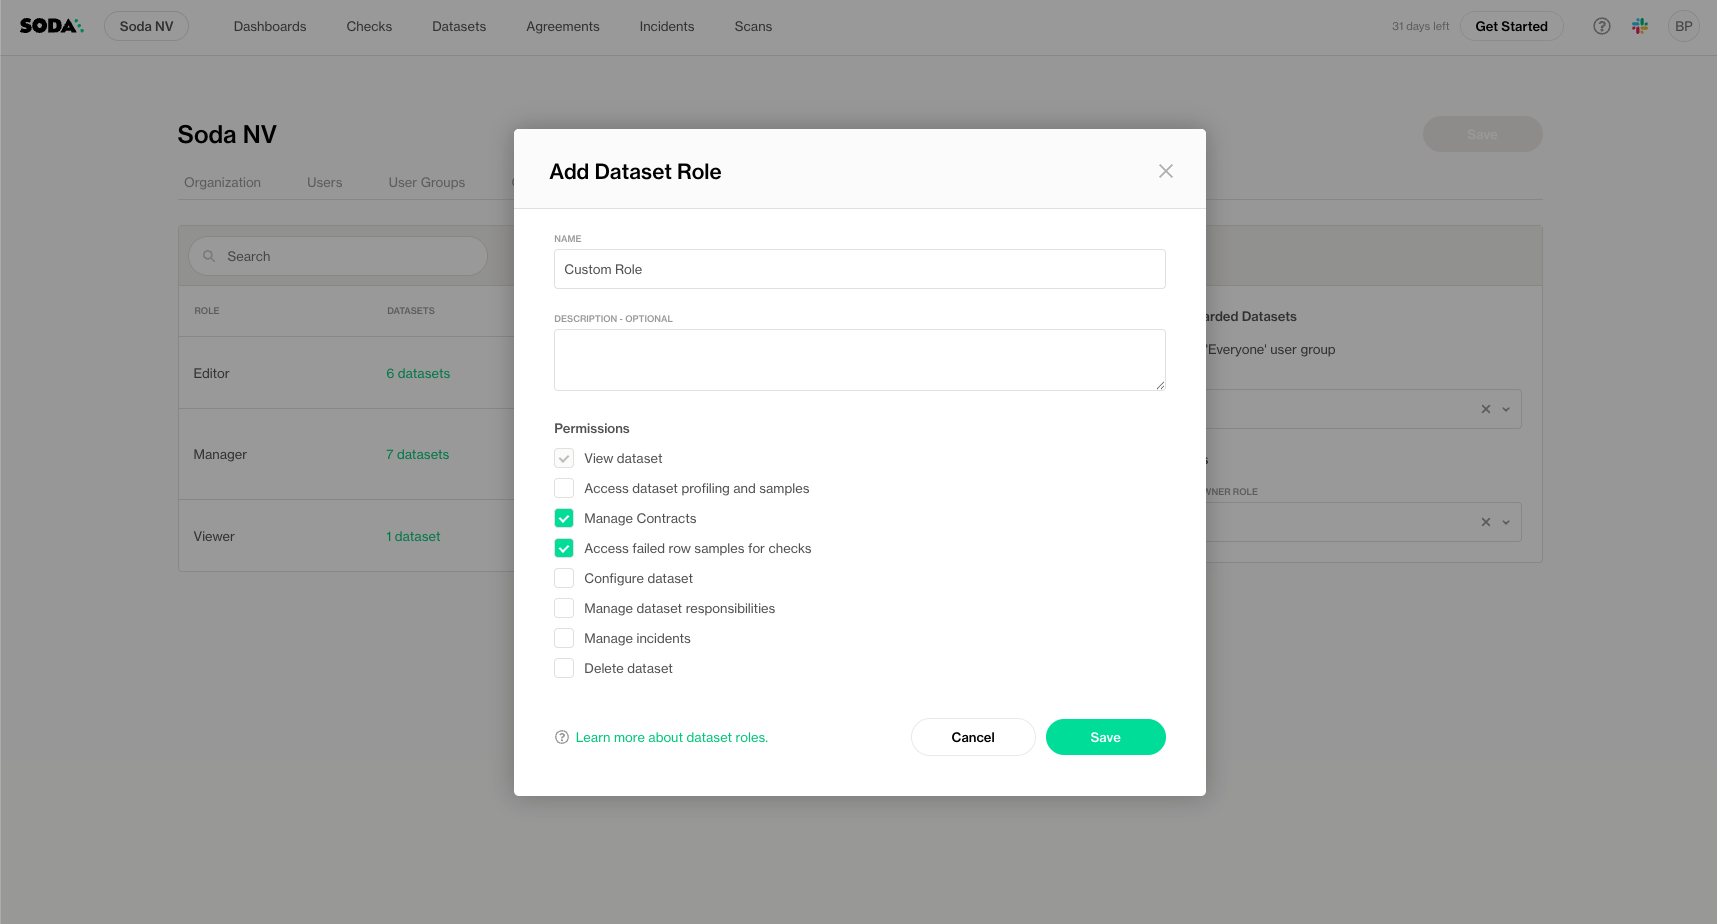 SODA
Soda NV
Dashboards
Checks
Datasets
Agreements
Incidents
Scans
31 days left
Get Started
BP
Soda NV
Save
Organization
Users
User Groups
Search
ROLE
DATASETS
Editor
6 datasets
Manager
7 datasets
Viewer
1 dataset
Add Dataset Role
NAME
Custom Role
DESCRIPTION - OPTIONAL
Permissions
View dataset
Access dataset profiling and samples
Manage Contracts
Access failed row samples for checks
Configure dataset
Manage dataset responsibilities
Manage incidents
Delete dataset
Learn more about dataset roles.
Cancel
Save
Datasets
'Everyone' user group
ROLE